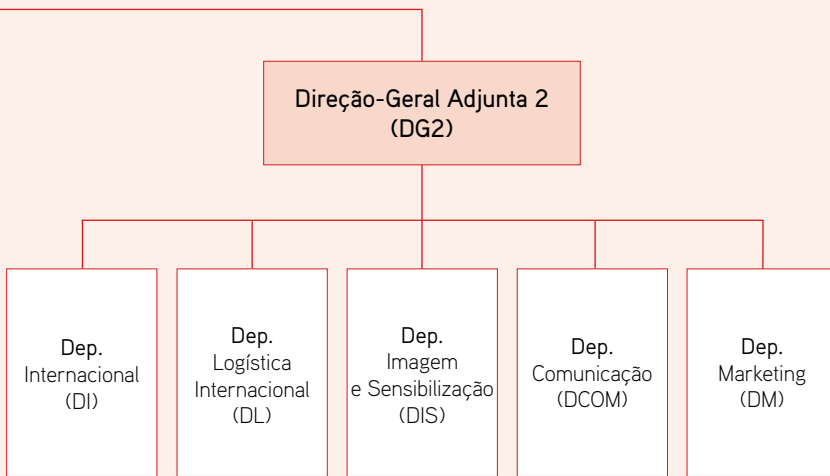 Direção-Geral Adjunta 2
(DG2)
Dep.
Internacional
(DI)
Dep.
Logística
Internacional
(DL)
Dep.
Imagem
e Sensibilização
(DIS)
Dep.
Comunicação
(DCOM)
Dep.
Marketing
(DM)